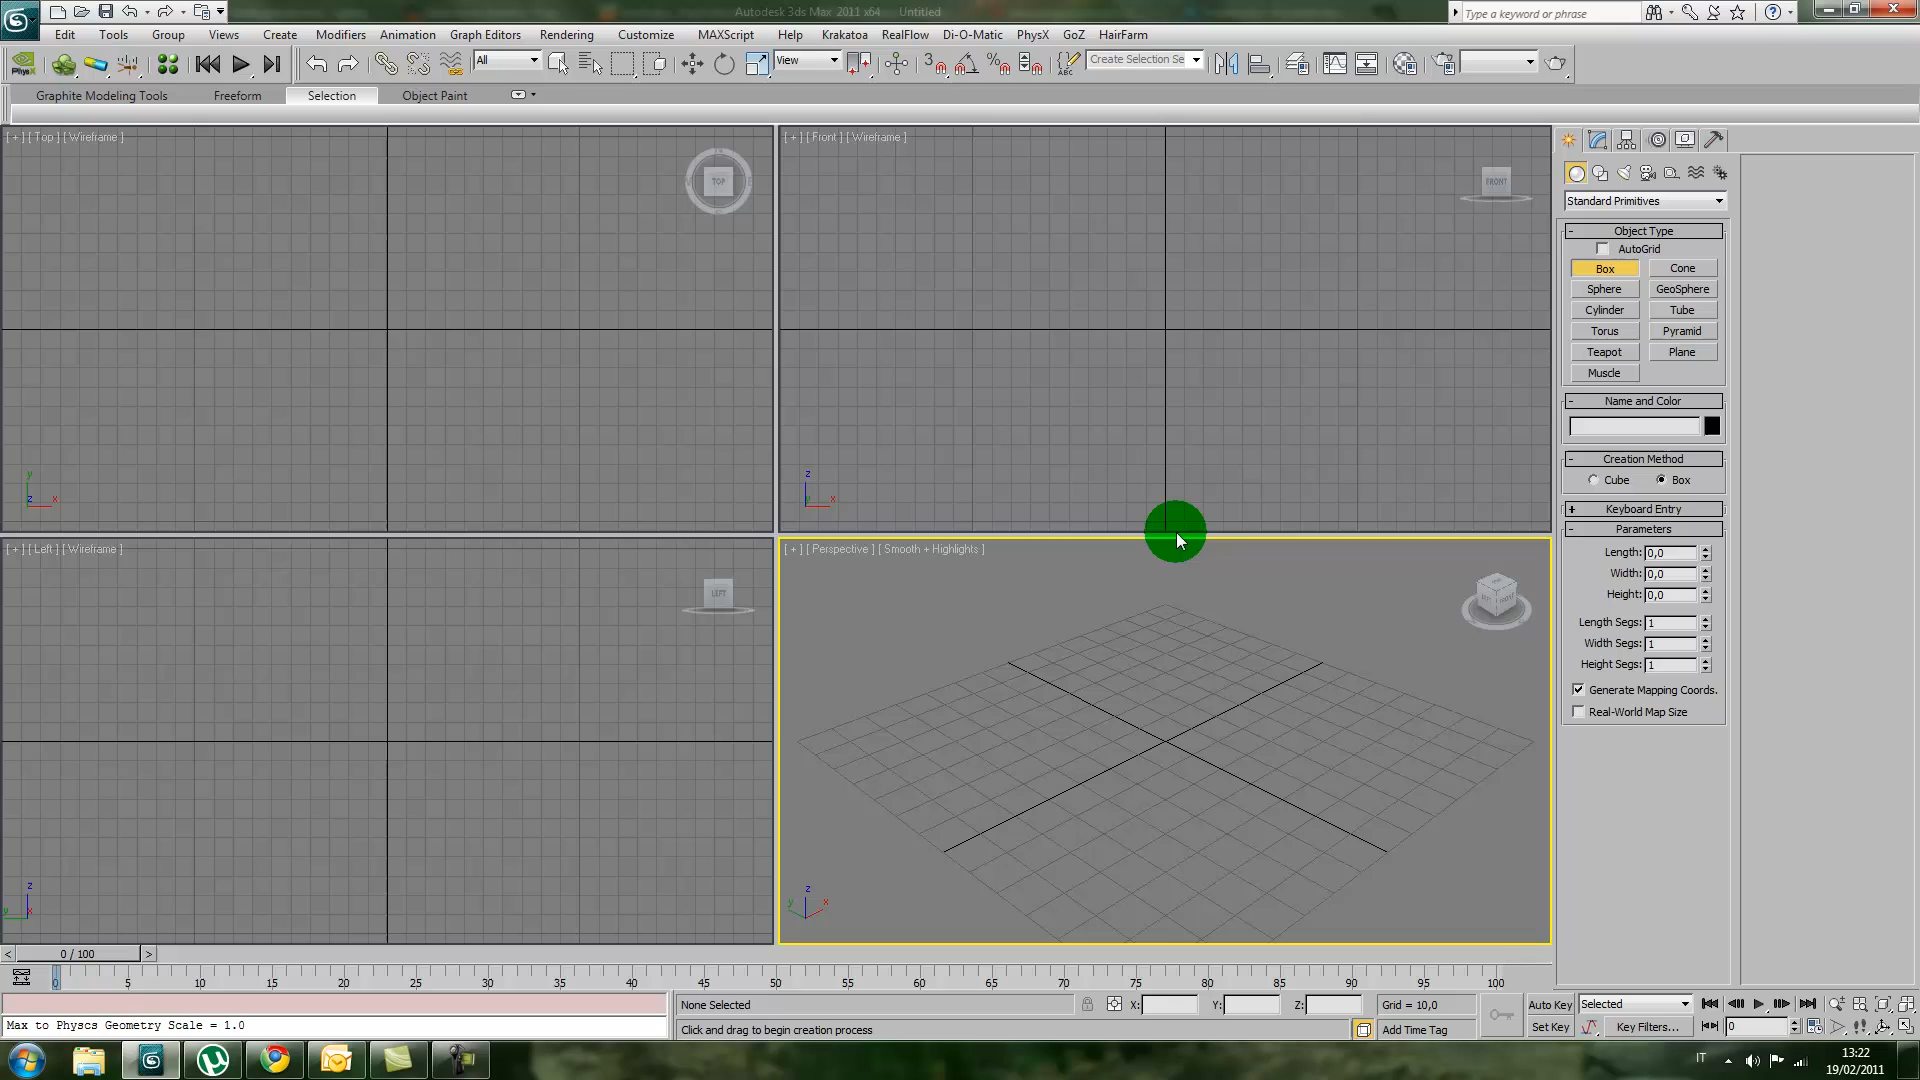 Autodesk 3ds Max 2011 x64 Untitled
Type a keyword or phrase
Edit Tools Group Views Create Modifiers Animation Graph Editors Rendering Customize MAXScript Help Krakatoa RealFlow Di-O-Matic PhysX GoZ HairFarm
PhysX All View 3 ABC Create Selection Se
Graphite Modeling Tools Freeform Selection Object Paint
[ + ] [ Top ] [ Wireframe ]
TOP
y
z x
[ + ] [ Front ] [ Wireframe ]
FRONT
z
y x
[ + ] [ Left ] [ Wireframe ]
LEFT
z
y x
[ + ] [ Perspective ] [ Smooth + Highlights ]
z
y x
Standard Primitives
- Object Type
AutoGrid
Box Cone
Sphere GeoSphere
Cylinder Tube
Torus Pyramid
Teapot Plane
Muscle
- Name and Color
- Creation Method
Cube Box
+ Keyboard Entry
- Parameters
Length: 0,0
Width: 0,0
Height: 0,0
Length Segs: 1
Width Segs: 1
Height Segs: 1
Generate Mapping Coords.
Real-World Map Size
< 0 / 100 >
0 5 10 15 20 25 30 35 40 45 50 55 60 65 70 75 80 85 90 95 100
None Selected X: Y: Z: Grid = 10,0 Auto Key Selected
Max to Physcs Geometry Scale = 1.0
Click and drag to begin creation process Add Time Tag Set Key Key Filters... 0
IT 13:22
19/02/2011